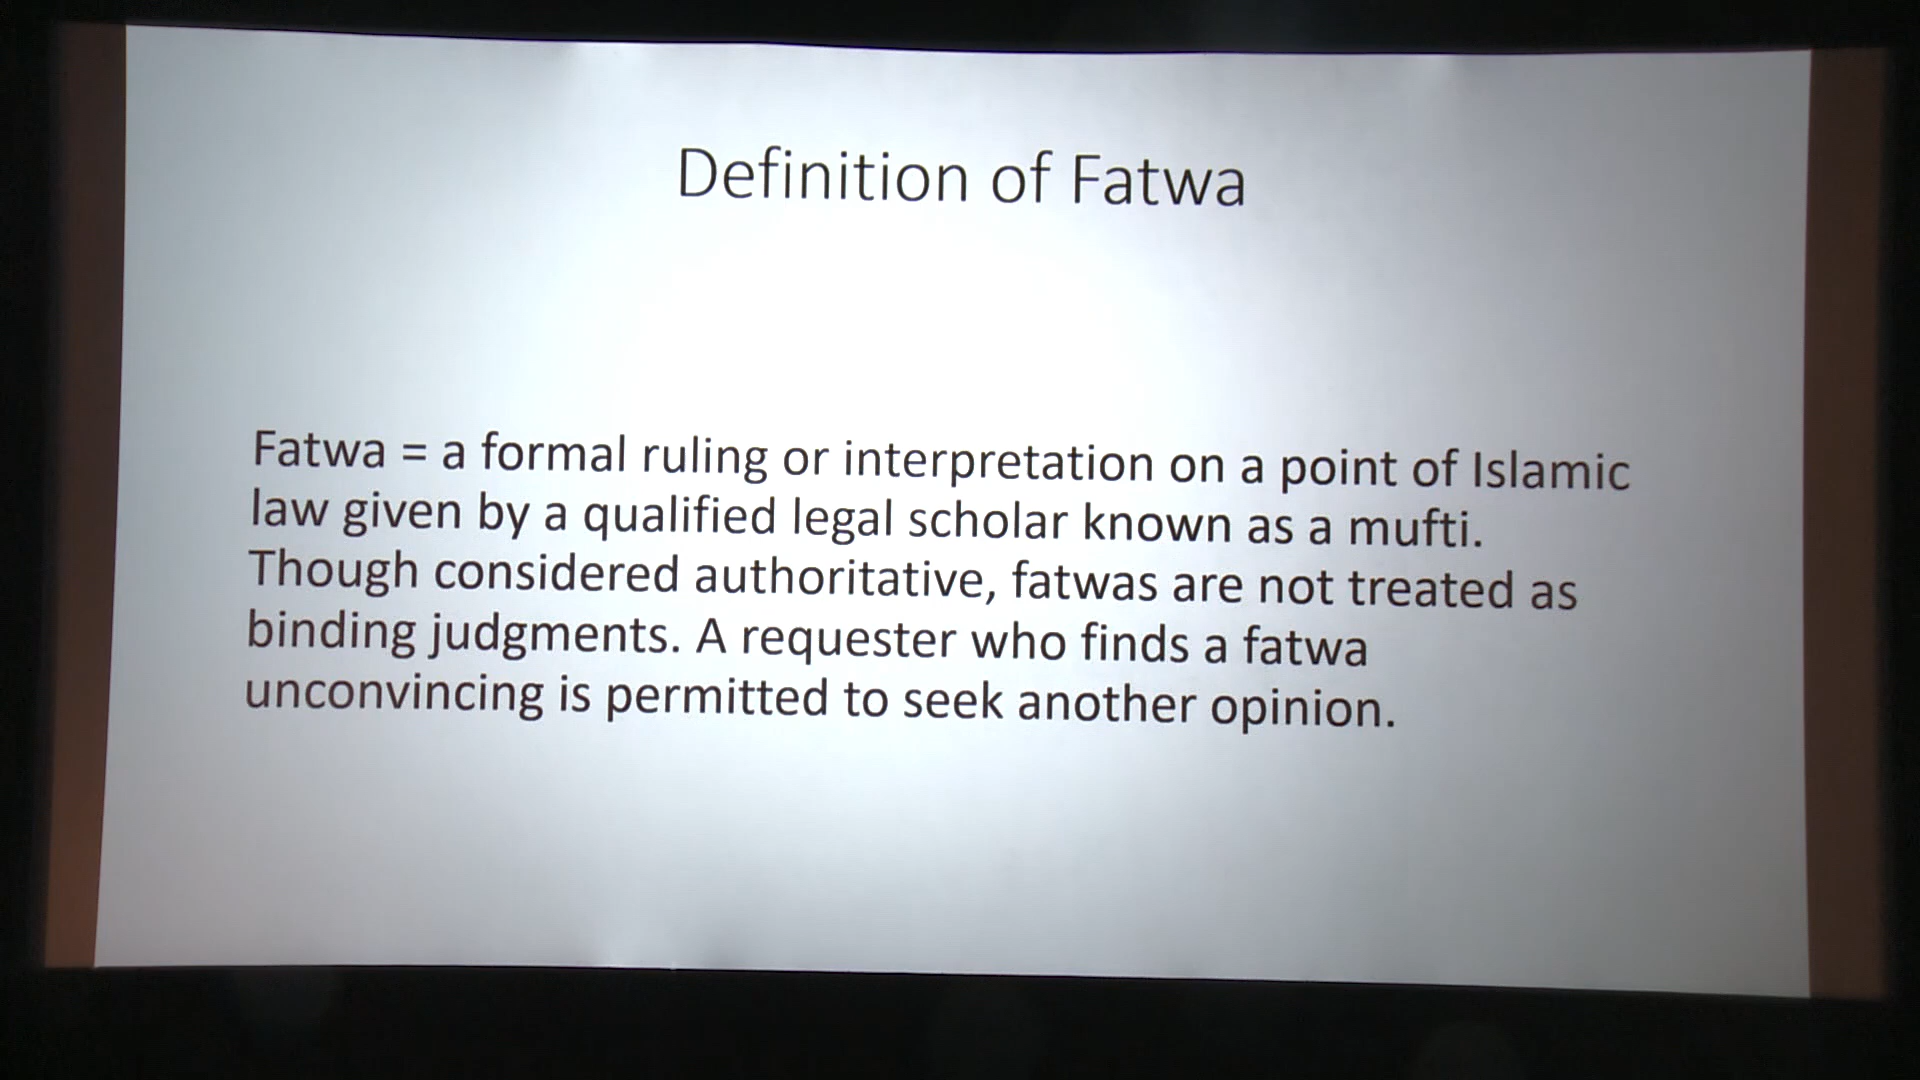 Definition of Fatwa
Fatwa = a formal ruling or interpretation on a point of Islamic
law given by a qualified legal scholar known as a mufti.
Though considered authoritative, fatwas are not treated as
binding judgments. A requester who finds a fatwa
unconvincing is permitted to seek another opinion.